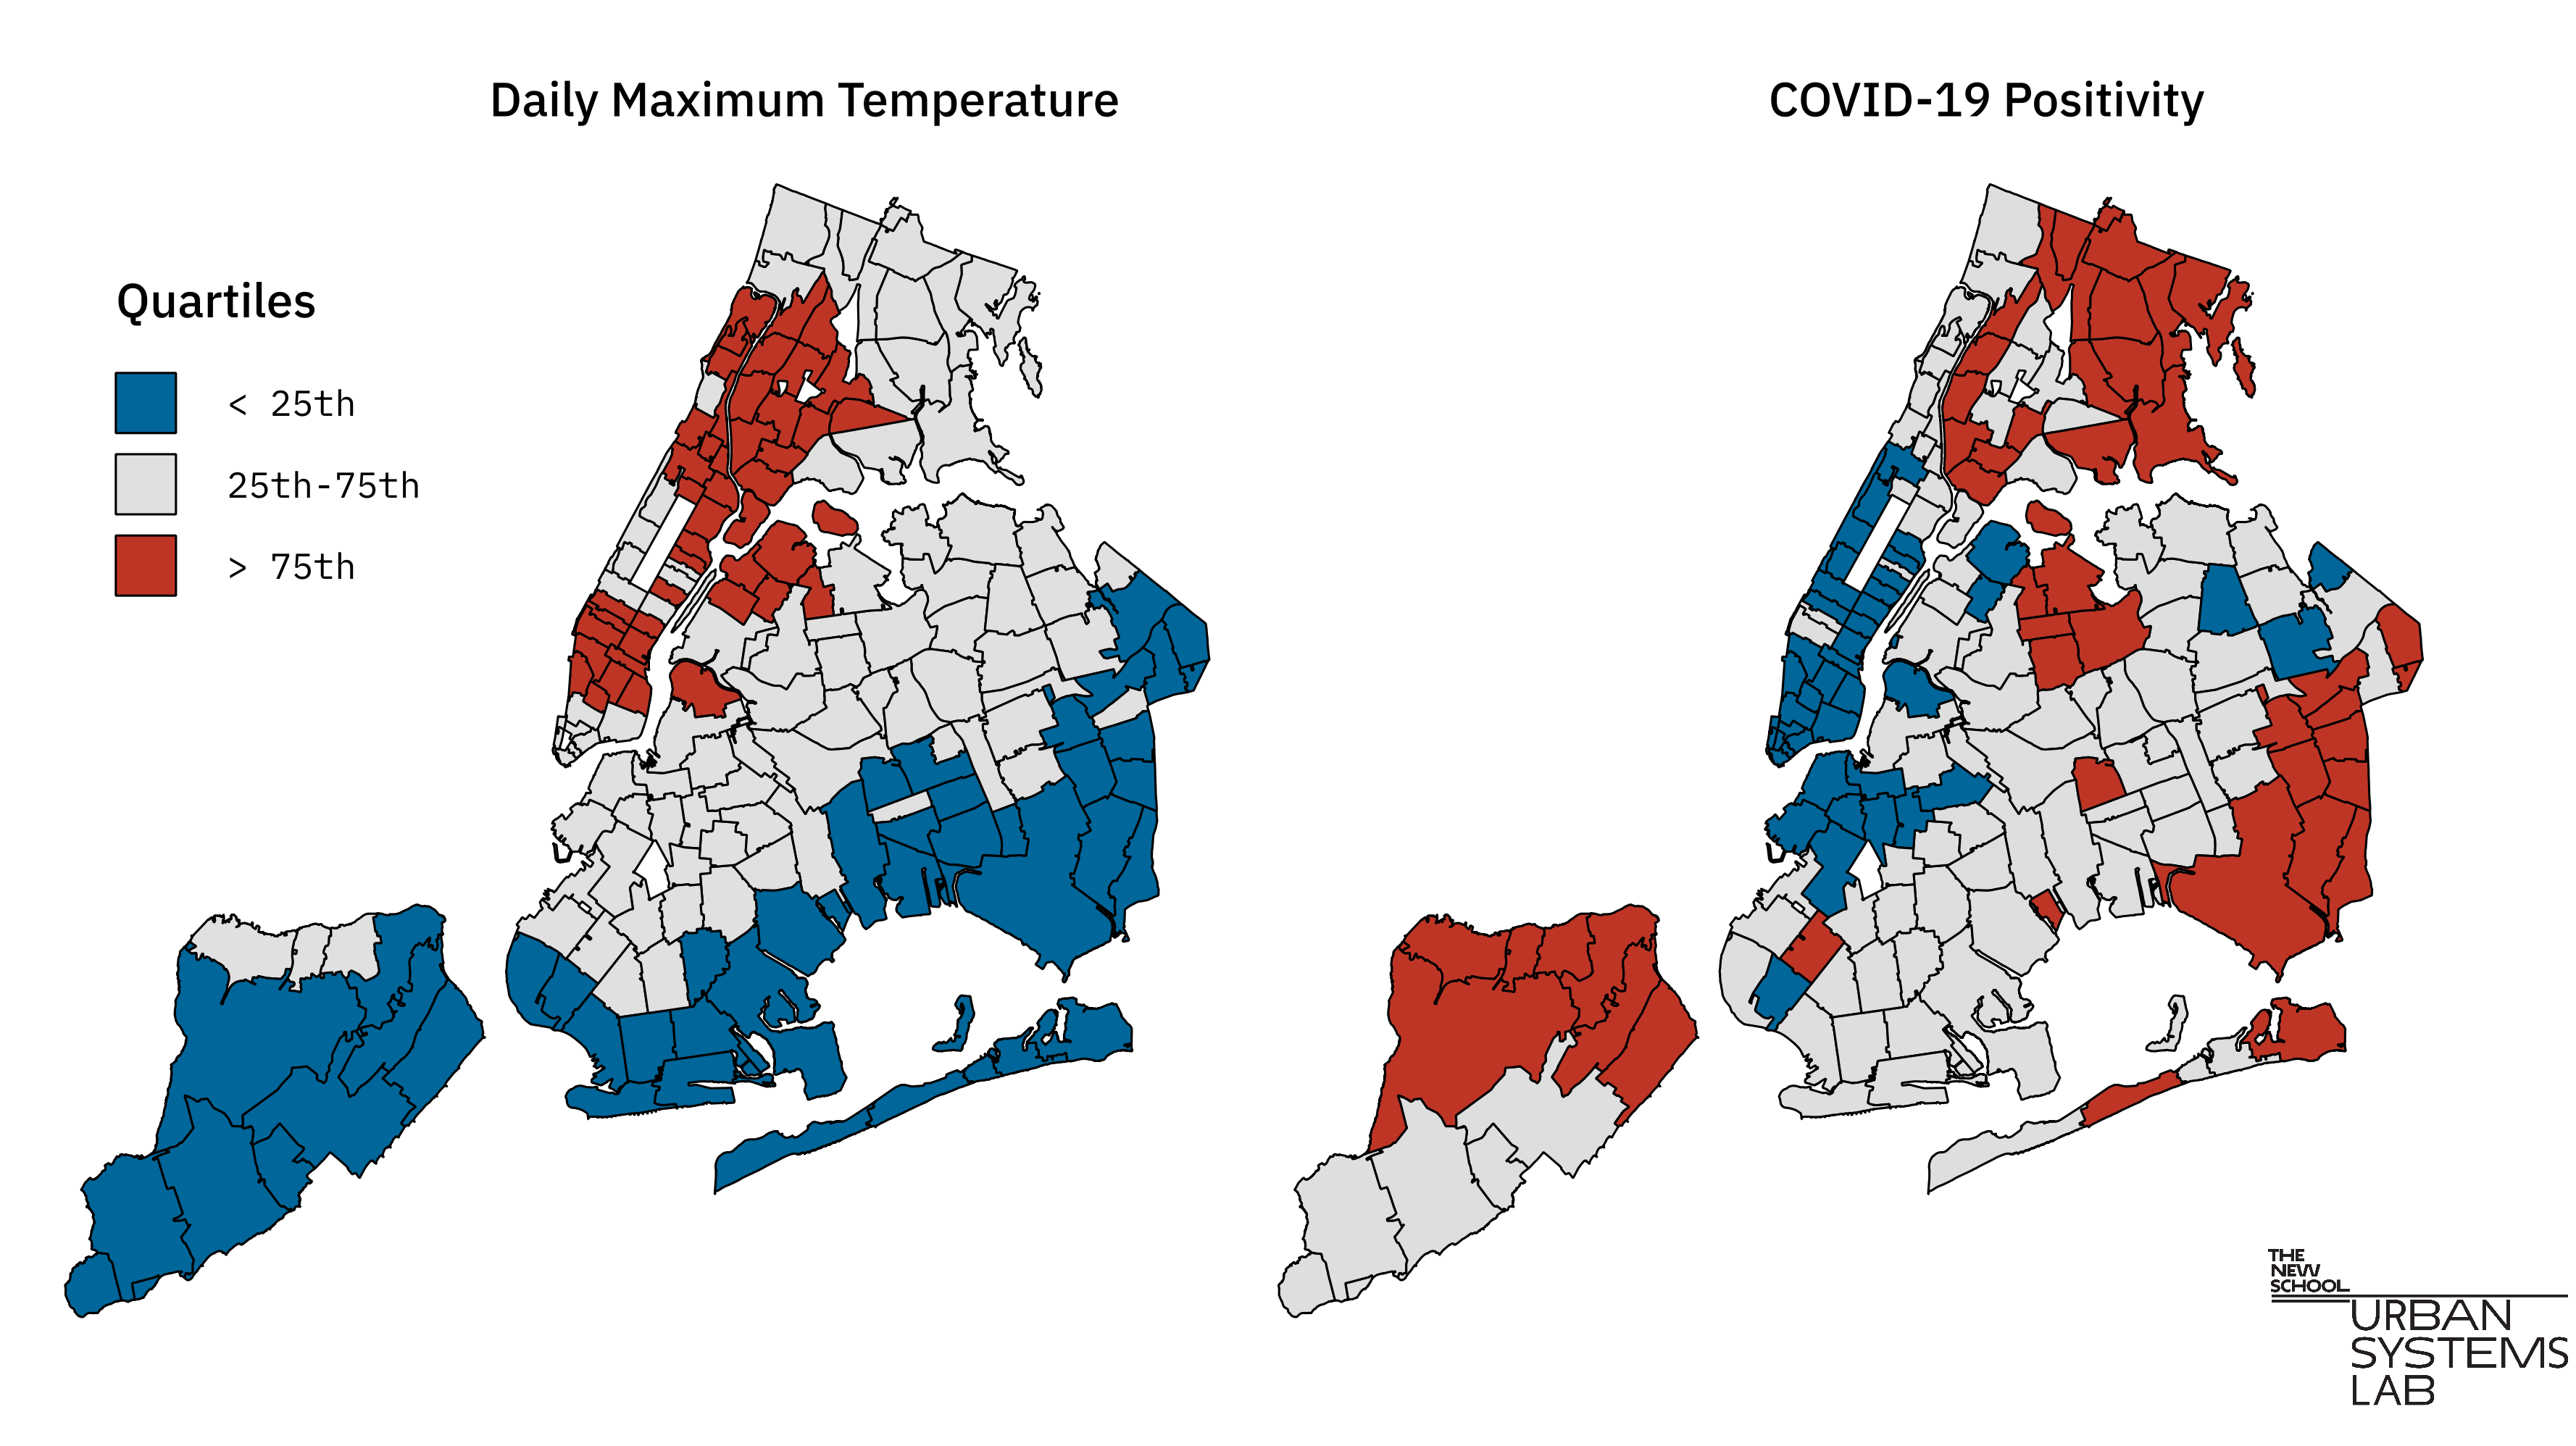 Daily Maximum Temperature
COVID-19 Positivity
Quartiles
< 25th
25th-75th
> 75th
THE
NEW
SCHOOL
URBAN
SYSTEMS
LAB